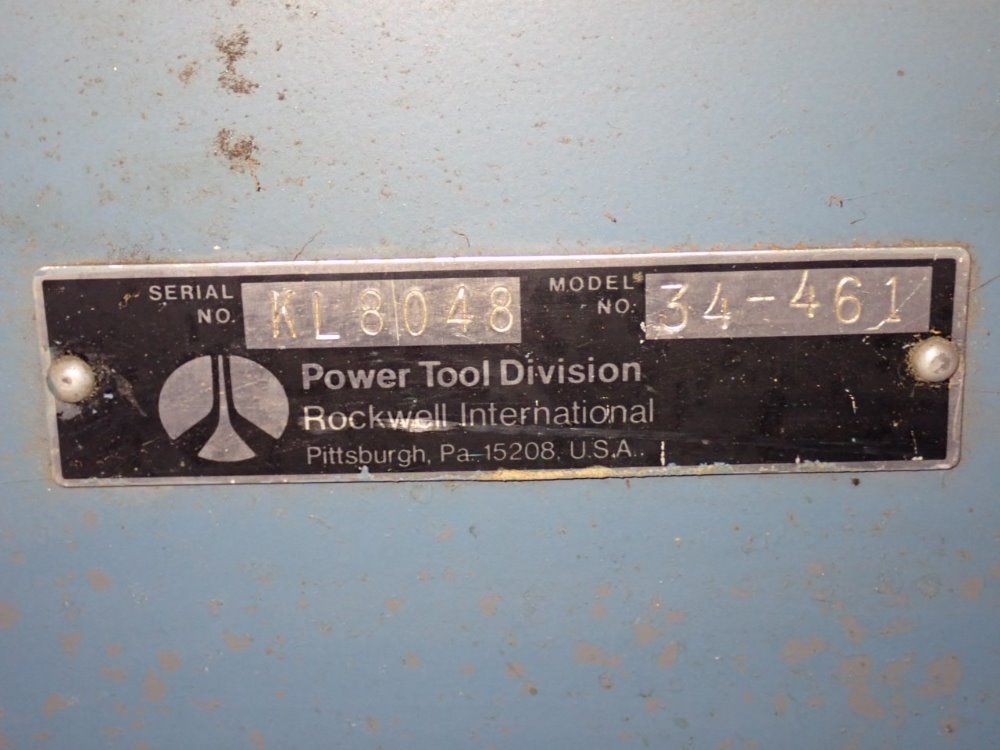 SERIAL NO. KL8048 MODEL NO. 34-461
Power Tool Division
Rockwell International
Pittsburgh, Pa 15208, U.S.A.